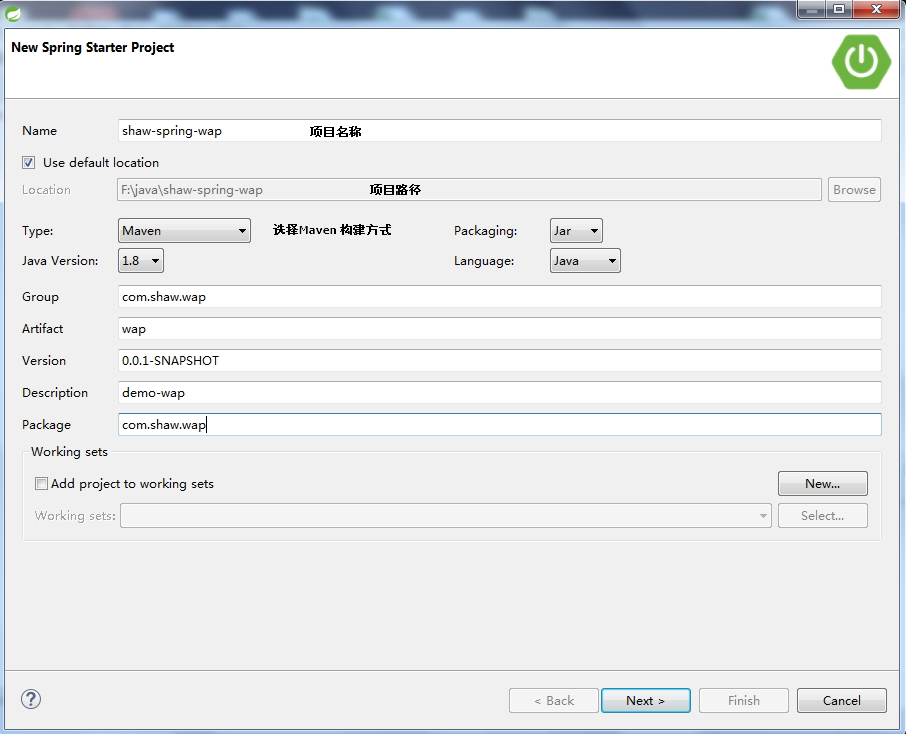 New Spring Starter Project
Name shaw-spring-wap 项目名称
Use default location
Location F:\java\shaw-spring-wap 项目路径 Browse
Type: Maven 选择Maven 构建方式 Packaging: Jar
Java Version: 1.8 Language: Java
Group com.shaw.wap
Artifact wap
Version 0.0.1-SNAPSHOT
Description demo-wap
Package com.shaw.wap
Working sets
Add project to working sets New...
Working sets: Select...
? < Back Next > Finish Cancel